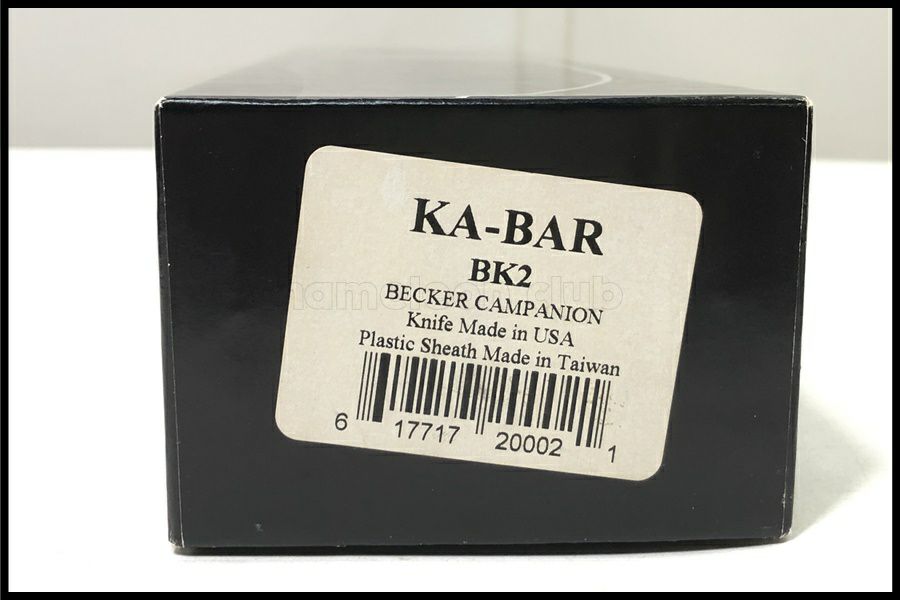 KA-BAR
BK2
BECKER CAMPANION
Knife Made in USA
Plastic Sheath Made in Taiwan
6 17717 20002 1